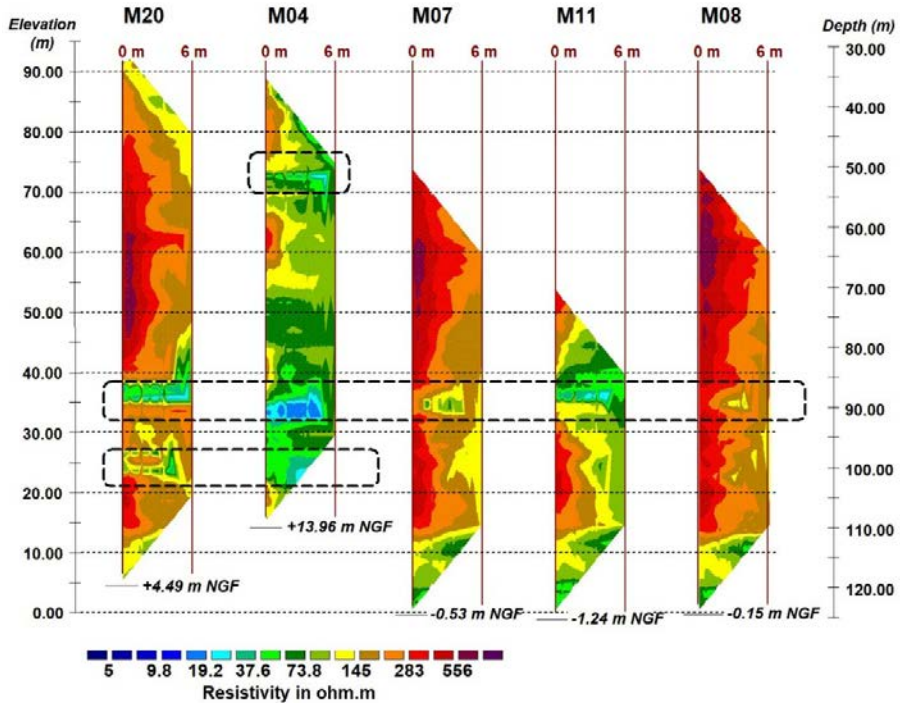 M20 M04 M07 M11 M08
Elevation (m)
Depth (m)
0 m 6 m 0 m 6 m 0 m 6 m 0 m 6 m 0 m 6 m
30.00
90.00
40.00
80.00
50.00
70.00
60.00
60.00
70.00
50.00
80.00
40.00
90.00
30.00
100.00
20.00
110.00
+13.96 m NGF
10.00
120.00
+4.49 m NGF
0.00
-0.53 m NGF -1.24 m NGF -0.15 m NGF
5 9.8 19.2 37.6 73.8 145 283 556
Resistivity in ohm.m